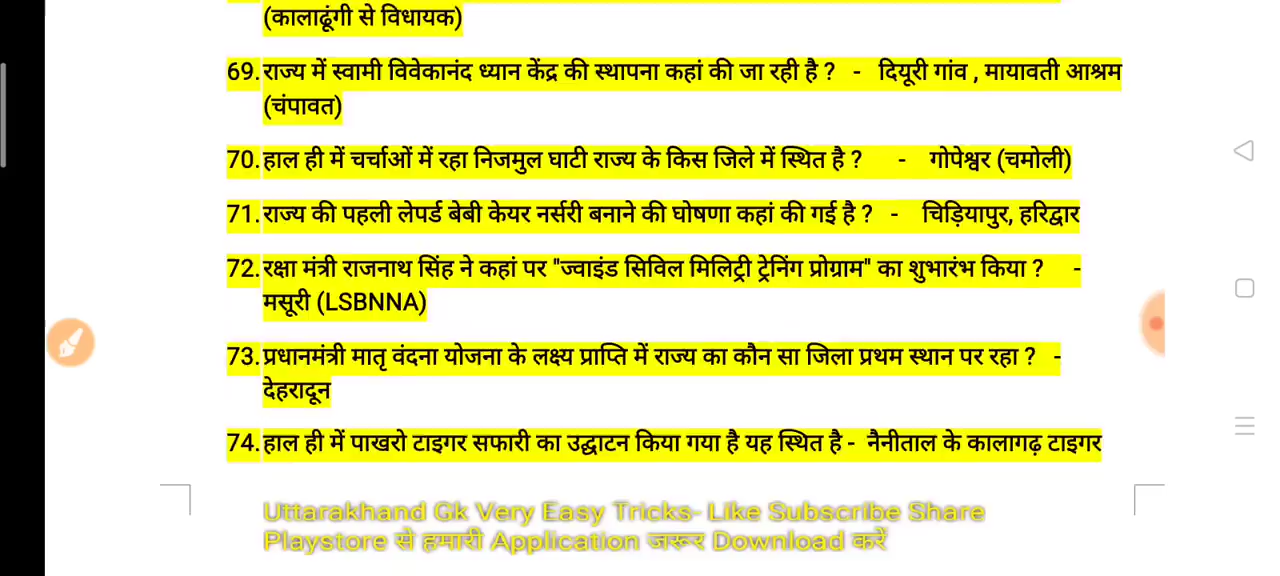 (कालाढूंगी से विधायक)
69. राज्य में स्वामी विवेकानंद ध्यान केंद्र की स्थापना कहां की जा रही है ? - दियूरी गांव , मायावती आश्रम
(चंपावत)
70. हाल ही में चर्चाओं में रहा निजमुल घाटी राज्य के किस जिले में स्थित है ? - गोपेश्वर (चमोली)
71. राज्य की पहली लेपर्ड बेबी केयर नर्सरी बनाने की घोषणा कहां की गई है ? - चिड़ियापुर, हरिद्वार
72. रक्षा मंत्री राजनाथ सिंह ने कहां पर "ज्वाइंड सिविल मिलिट्री ट्रेनिंग प्रोग्राम" का शुभारंभ किया ? -
मसूरी (LSBNNA)
73. प्रधानमंत्री मातृ वंदना योजना के लक्ष्य प्राप्ति में राज्य का कौन सा जिला प्रथम स्थान पर रहा ? -
देहरादून
74. हाल ही में पाखरो टाइगर सफारी का उद्घाटन किया गया है यह स्थित है - नैनीताल के कालागढ़ टाइगर
Uttarakhand Gk Very Easy Tricks- Like Subscribe Share
Playstore से हमारी Application जरूर Download करें